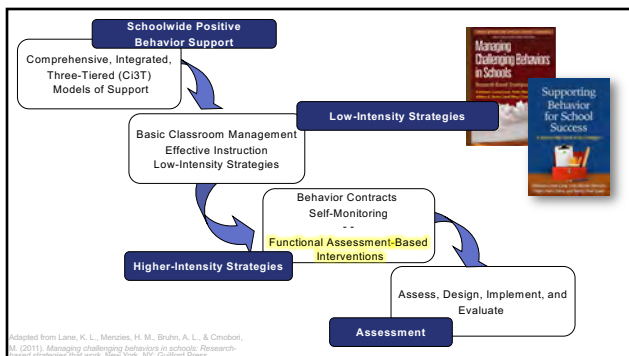 Schoolwide Positive
Behavior Support
Comprehensive, Integrated,
Three-Tiered (Ci3T)
Models of Support
Low-Intensity Strategies
Basic Classroom Management
Effective Instruction
Low-Intensity Strategies
Behavior Contracts
Self-Monitoring
- -
Functional Assessment-Based
Interventions
Higher-Intensity Strategies
Assess, Design, Implement, and
Evaluate
Assessment
Managing
Challenging Behaviors
in Schools
Supporting
Behavior
for School
Success
Adapted from Lane, K. L., Menzies, H. M., Bruhn, A. L., & Crnobori,
M. (2011). Managing challenging behaviors in schools: Research-
based strategies that work. New York, NY: Guilford Press.